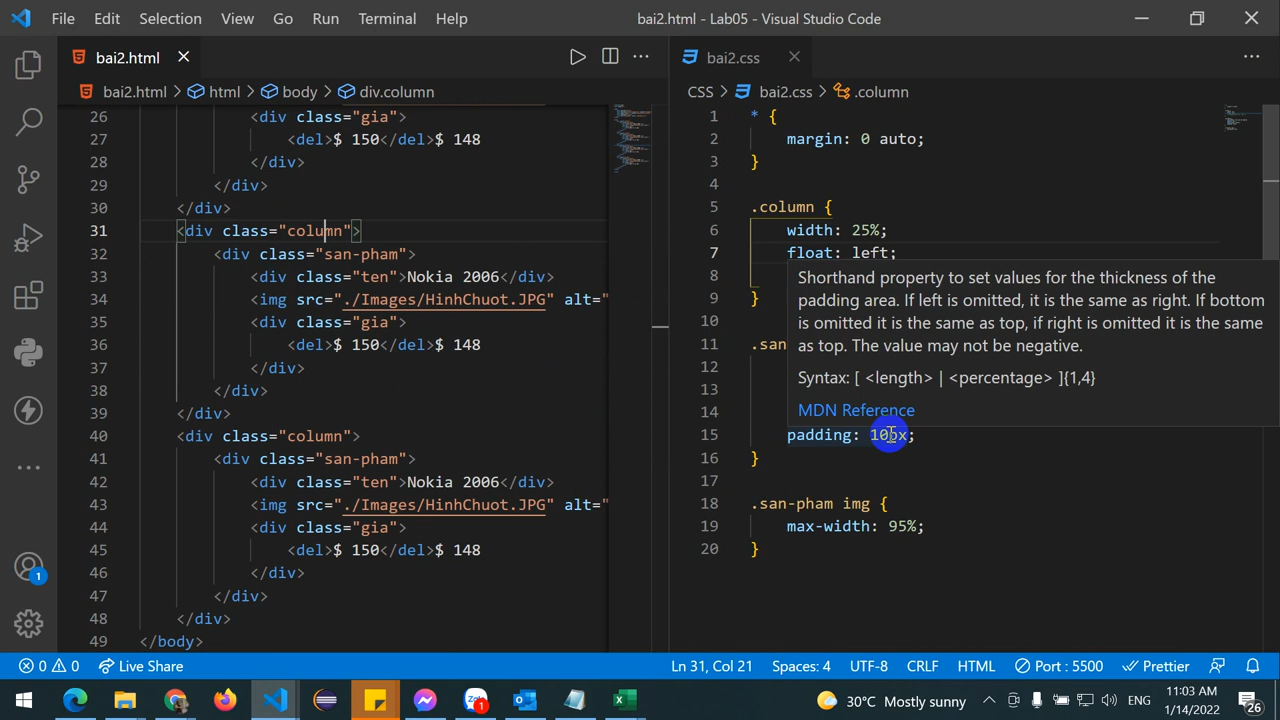 File Edit Selection View Go Run Terminal Help bai2.html - Lab05 - Visual Studio Code
bai2.html
bai2.html > html > body > div.column
26 <div class="gia">
27 <del>$ 150</del>$ 148
28 </div>
29 </div>
30 </div>
31 <div class="column">
32 <div class="san-pham">
33 <div class="ten">Nokia 2006</div>
34 <img src="./Images/HinhChuot.JPG" alt="
35 <div class="gia">
36 <del>$ 150</del>$ 148
37 </div>
38 </div>
39 </div>
40 <div class="column">
41 <div class="san-pham">
42 <div class="ten">Nokia 2006</div>
43 <img src="./Images/HinhChuot.JPG" alt="
44 <div class="gia">
45 <del>$ 150</del>$ 148
46 </div>
47 </div>
48 </div>
49 </body>
bai2.css
CSS > bai2.css > .column
1 * {
2 margin: 0 auto;
3 }
4
5 .column {
6 width: 25%;
7 float: left;
8
9 }
10
11 .san
12
13
14
15 padding: 10px;
16 }
17
18 .san-pham img {
19 max-width: 95%;
20 }
Shorthand property to set values for the thickness of the
padding area. If left is omitted, it is the same as right. If bottom
is omitted it is the same as top, if right is omitted it is the same
as top. The value may not be negative.
Syntax: [ <length> | <percentage> ]{1,4}
MDN Reference
1
0 0 Live Share Ln 31, Col 21 Spaces: 4 UTF-8 CRLF HTML Port : 5500 Prettier
1 30°C Mostly sunny ENG 11:03 AM
1/14/2022 26